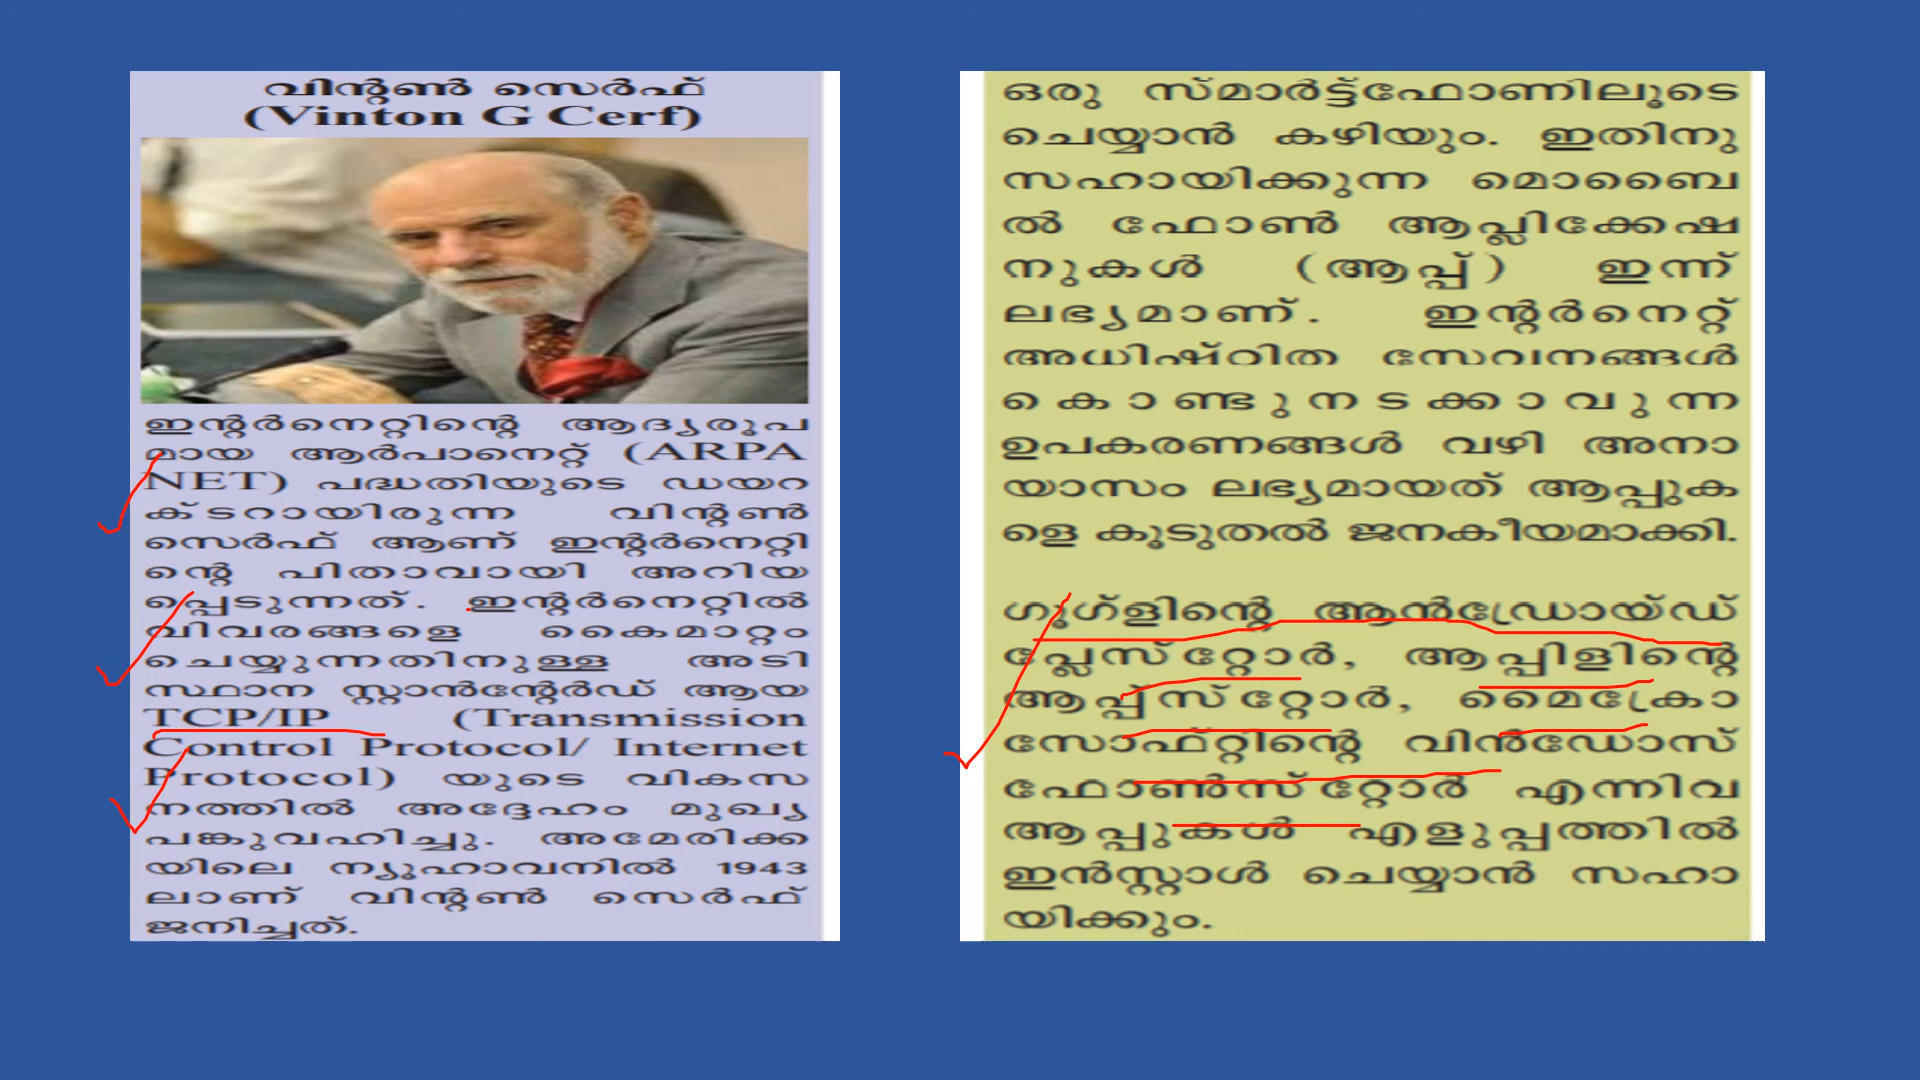 വിന്റൺ സെർഫ്
(Vinton G Cerf)
ഇന്റർനെറ്റിന്റെ ആദ്യരൂപ
മായ ആർപാനെറ്റ് (ARPA
NET) പദ്ധതിയുടെ ഡയറ
ക്ടറായിരുന്ന വിന്റൺ
സെർഫ് ആണ് ഇന്റർനെറ്റി
ന്റെ പിതാവായി അറിയ
പ്പെടുന്നത്. ഇന്റർനെറ്റിൽ
വിവരങ്ങളെ കൈമാറ്റം
ചെയ്യുന്നതിനുള്ള അടി
സ്ഥാന സ്റ്റാൻന്റേർഡ് ആയ
TCP/IP (Transmission
Control Protocol/ Internet
Protocol) യുടെ വികസ
നത്തിൽ അദ്ദേഹം മുഖ്യ
പങ്കുവഹിച്ചു. അമേരിക്ക
യിലെ ന്യൂഹാവനിൽ 1943
ലാണ് വിന്റൺ സെർഫ്
ജനിച്ചത്.
ഒരു സ്മാർട്ട്ഫോണിലൂടെ
ചെയ്യാൻ കഴിയും. ഇതിനു
സഹായിക്കുന്ന മൊബൈ
ൽ ഫോൺ ആപ്ലിക്കേഷ
നുകൾ (ആപ്പ്) ഇന്ന്
ലഭ്യമാണ്. ഇന്റർനെറ്റ്
അധിഷ്ഠിത സേവനങ്ങൾ
കൊണ്ടുനടക്കാവുന്ന
ഉപകരണങ്ങൾ വഴി അനാ
യാസം ലഭ്യമായത് ആപ്പുക
ളെ കൂടുതൽ ജനകീയമാക്കി.
ഗൂഗ്ളിന്റെ ആൻഡ്രോയ്ഡ്
പ്ലേസ്റ്റോർ, ആപ്പിളിന്റെ
ആപ്പ്സ്റ്റോർ, മൈക്രോ
സോഫ്റ്റിന്റെ വിൻഡോസ്
ഫോൺസ്റ്റോർ എന്നിവ
ആപ്പുകൾ എളുപ്പത്തിൽ
ഇൻസ്റ്റാൾ ചെയ്യാൻ സഹാ
യിക്കും.